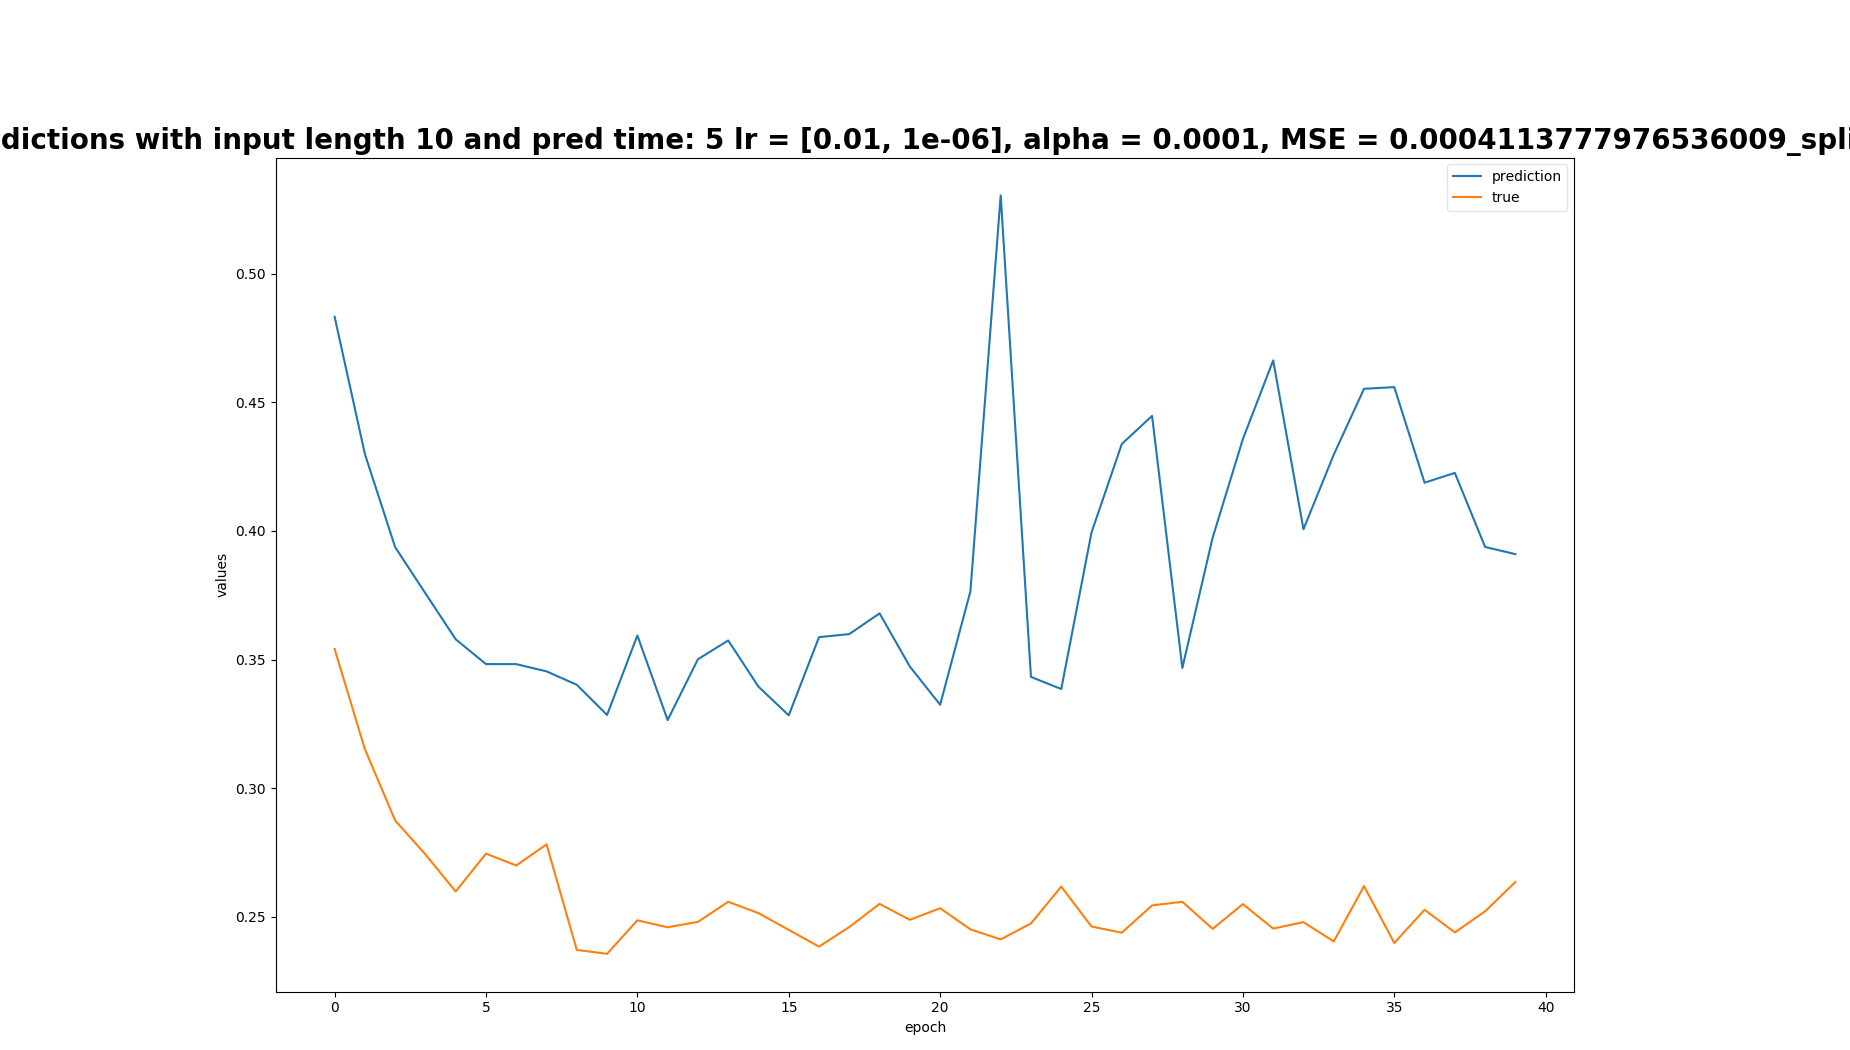 dictions with input length 10 and pred time: 5 lr = [0.01, 1e-06], alpha = 0.0001, MSE = 0.0004113777976536009_spli
prediction
true
0.50
0.45
0.40
0.35
0.30
0.25
values
0 5 10 15 20 25 30 35 40
epoch